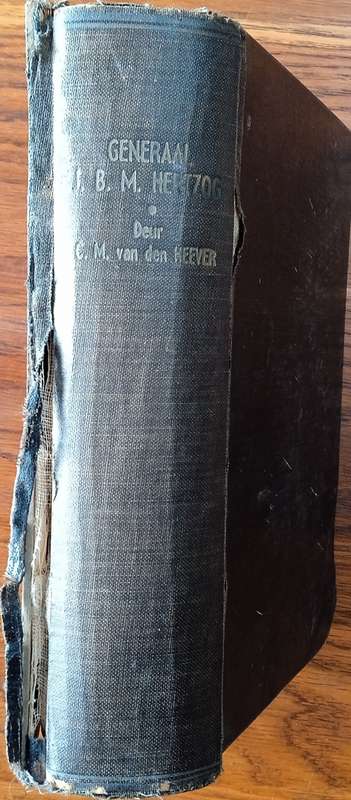 GENERAAL
J. B. M. HERTZOG
Deur
C. M. van den HEEVER